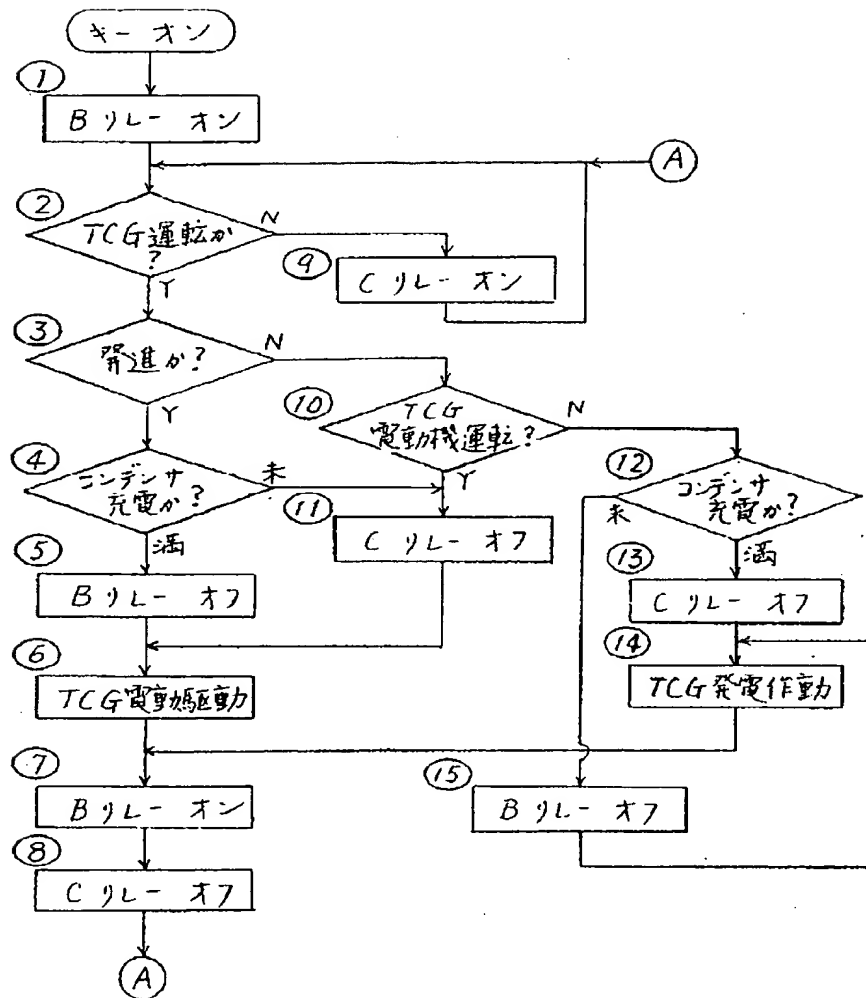 キーオン
①
Bリレー オン
A
②
TCG運転か
?
N
Y
⑨
Cリレー オン
③
発進か?
N
Y
⑩
TCG
電動機運転?
N
Y
④
コンデンサ
充電か?
未
満
⑪
Cリレー オフ
⑫
コンデンサ
充電か?
未
満
⑤
Bリレー オフ
⑬
Cリレー オフ
⑥
TCG電動駆動
⑭
TCG発電作動
⑦
Bリレー オン
⑮
Bリレー オフ
⑧
Cリレー オフ
A